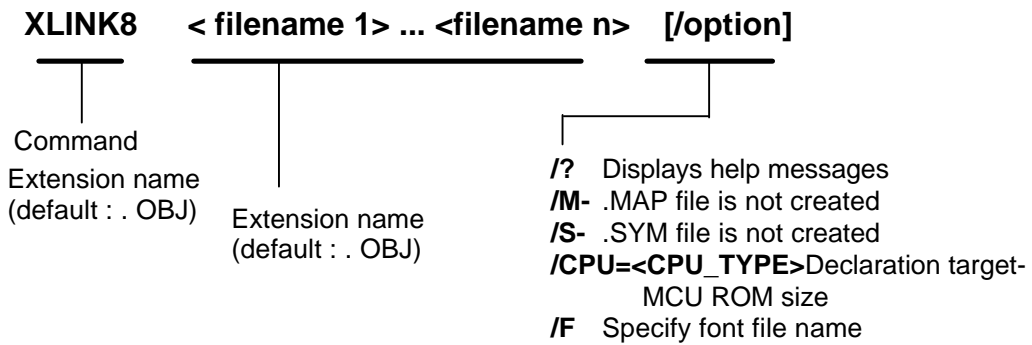 XLINK8 < filename 1> ... <filename n> [/option]
Command
Extension name
(default : . OBJ)
Extension name
(default : . OBJ)
/? Displays help messages
/M- .MAP file is not created
/S- .SYM file is not created
/CPU=<CPU_TYPE>Declaration target-
MCU ROM size
/F Specify font file name